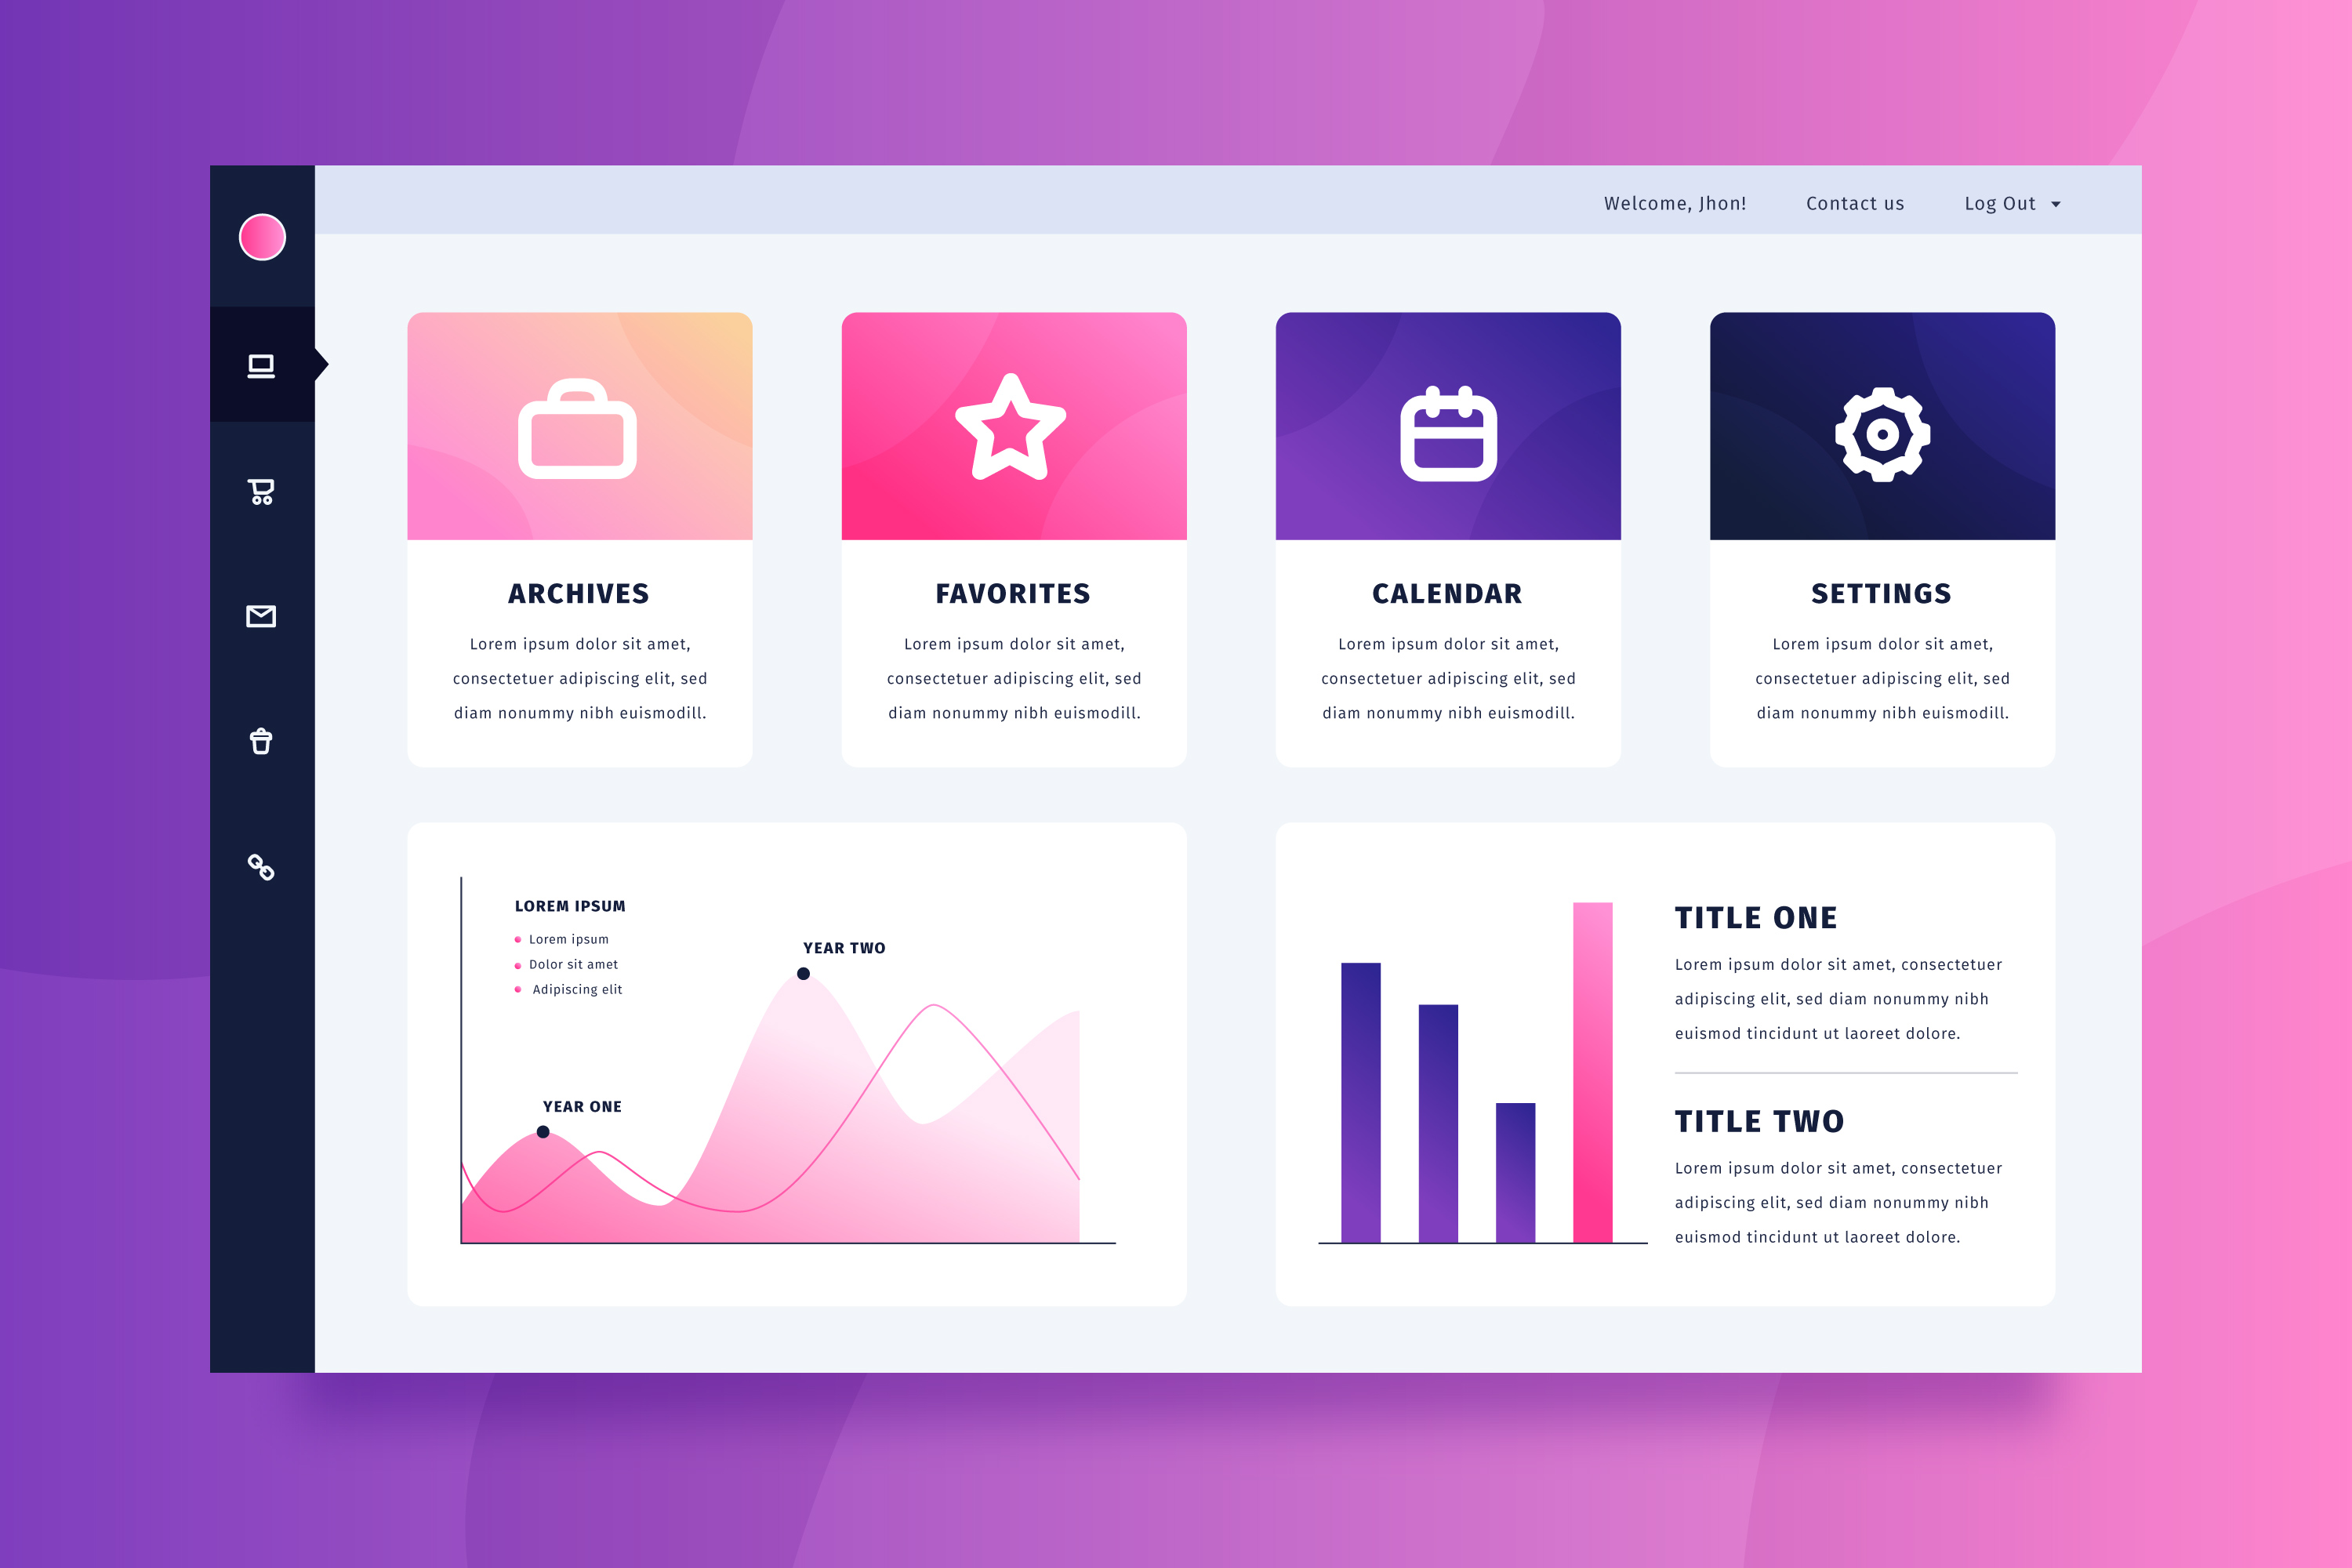 Welcome, Jhon!
Contact us
Log Out
ARCHIVES
Lorem ipsum dolor sit amet,
consectetuer adipiscing elit, sed
diam nonummy nibh euismodill.
FAVORITES
Lorem ipsum dolor sit amet,
consectetuer adipiscing elit, sed
diam nonummy nibh euismodill.
CALENDAR
Lorem ipsum dolor sit amet,
consectetuer adipiscing elit, sed
diam nonummy nibh euismodill.
SETTINGS
Lorem ipsum dolor sit amet,
consectetuer adipiscing elit, sed
diam nonummy nibh euismodill.
LOREM IPSUM
Lorem ipsum
Dolor sit amet
Adipiscing elit
YEAR TWO
YEAR ONE
TITLE ONE
Lorem ipsum dolor sit amet, consectetuer
adipiscing elit, sed diam nonummy nibh
euismod tincidunt ut laoreet dolore.
TITLE TWO
Lorem ipsum dolor sit amet, consectetuer
adipiscing elit, sed diam nonummy nibh
euismod tincidunt ut laoreet dolore.